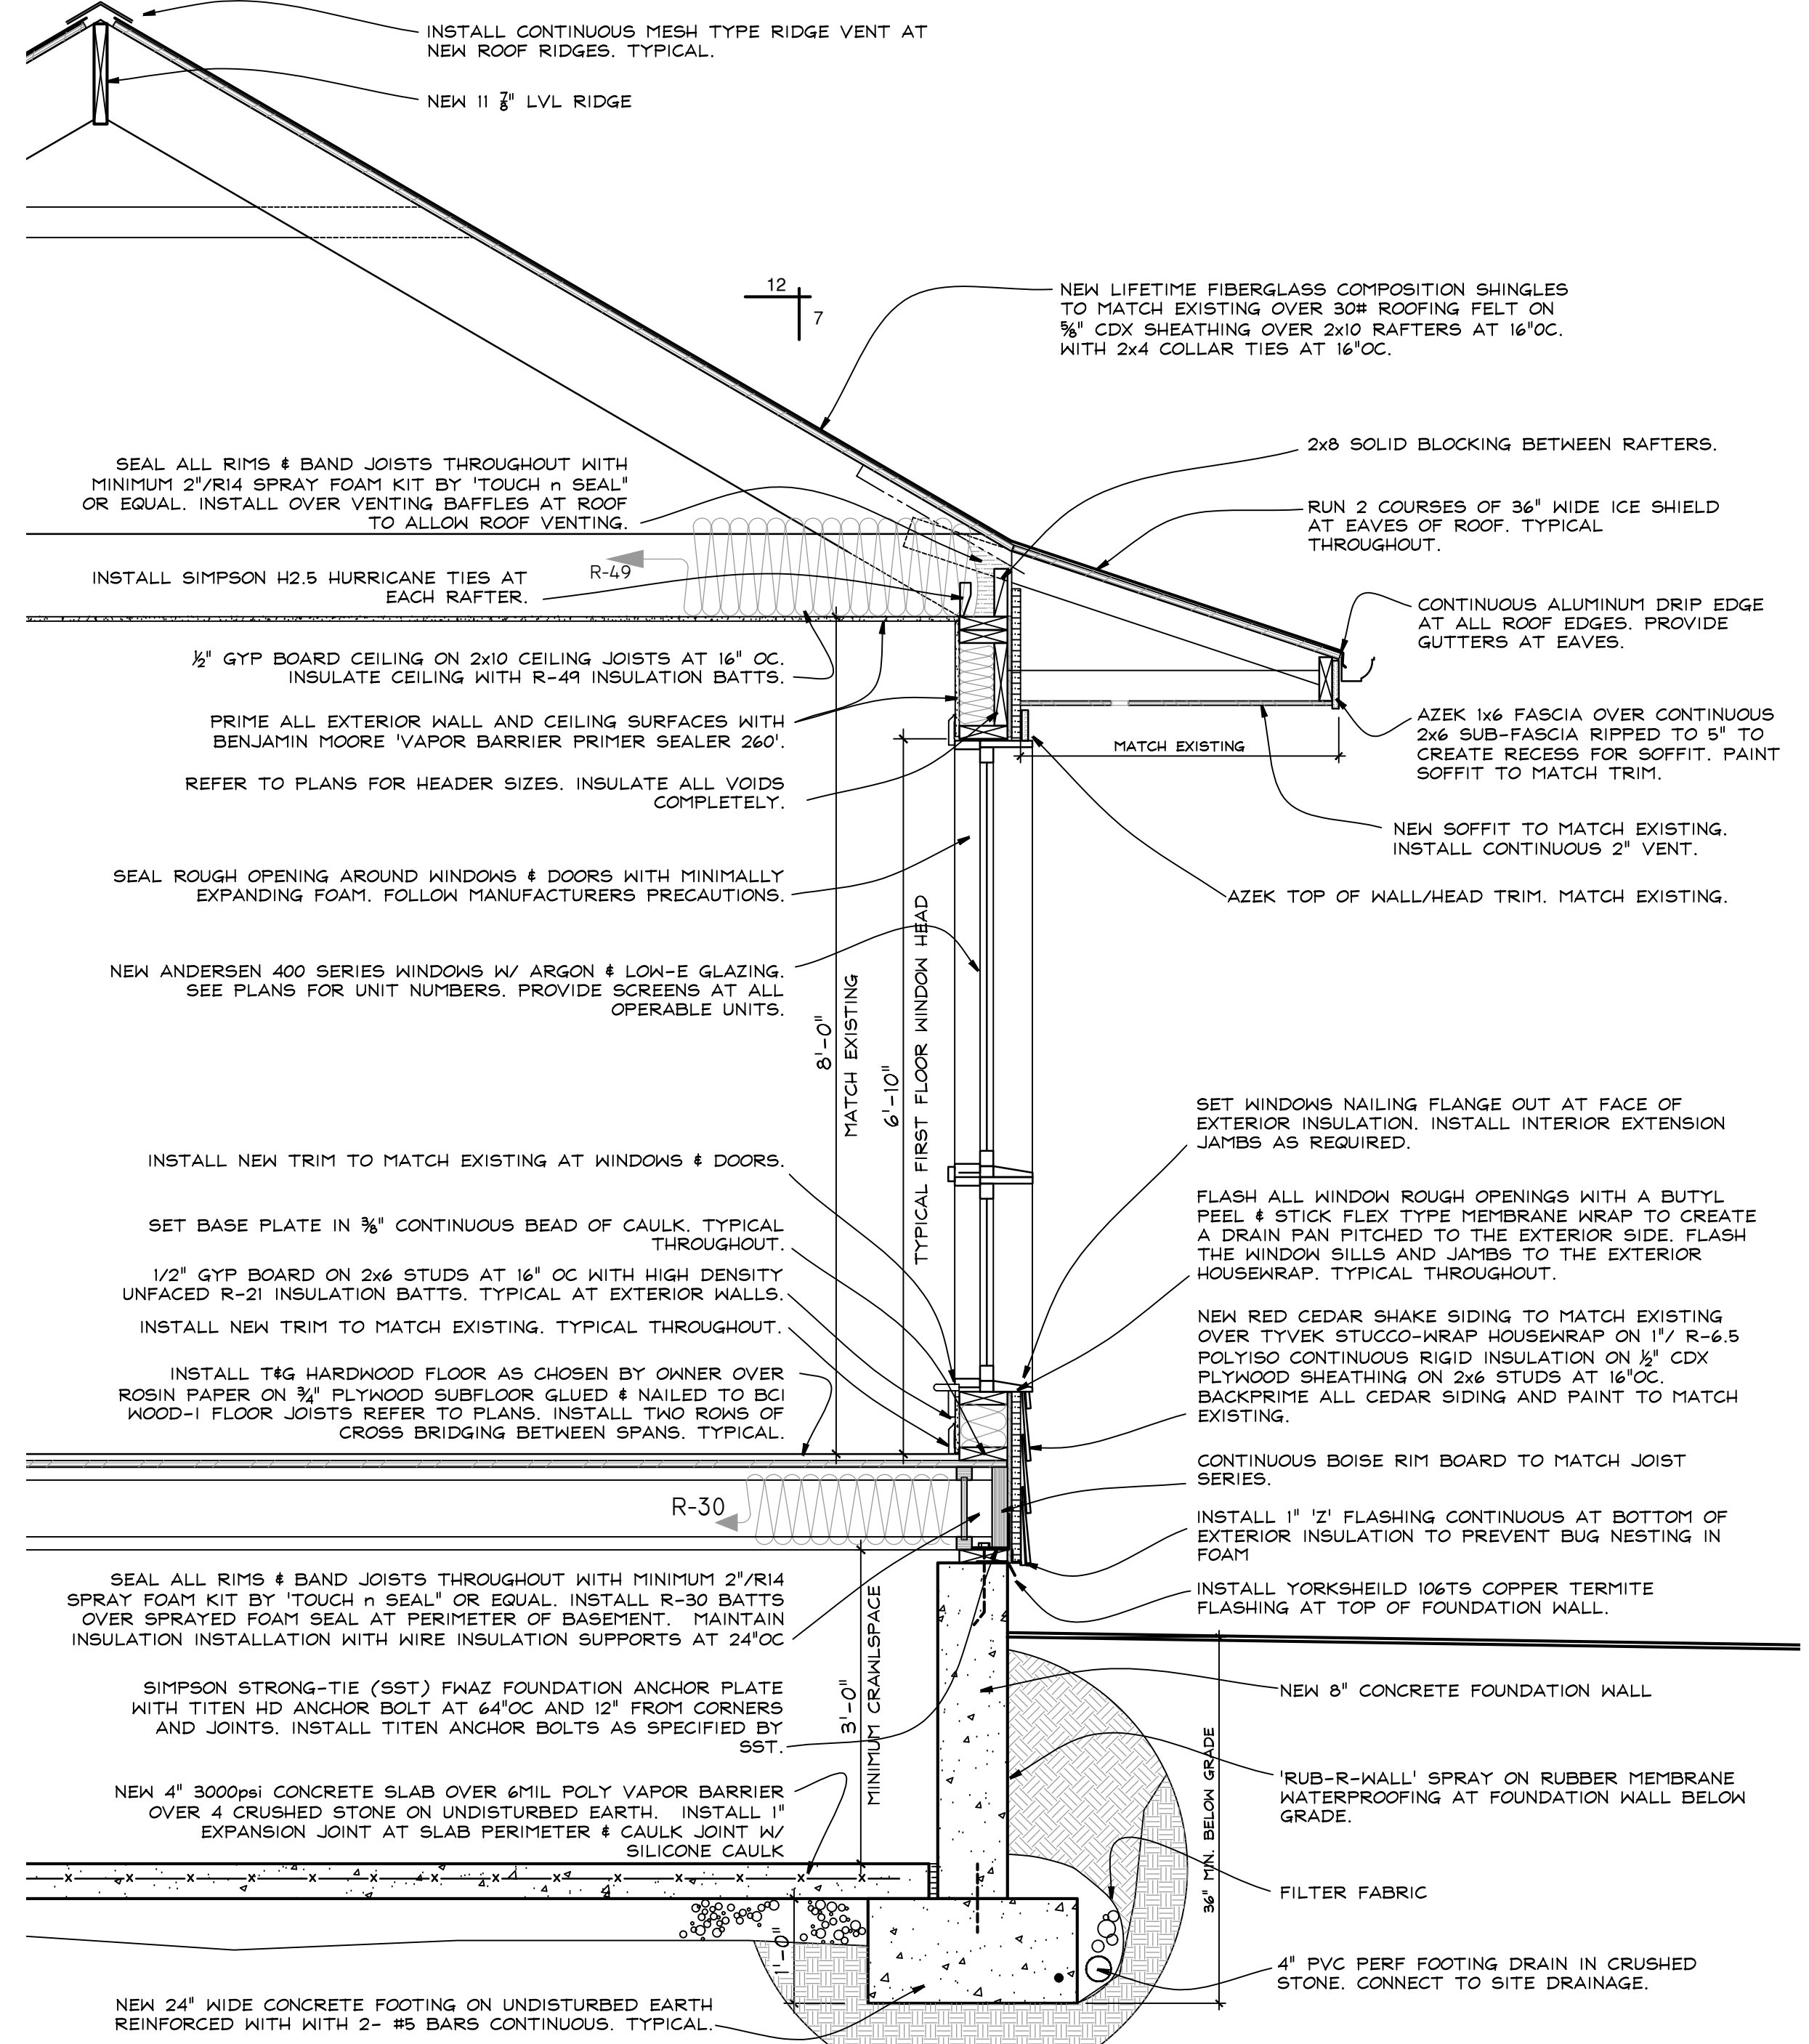 INSTALL CONTINUOUS MESH TYPE RIDGE VENT AT
NEW ROOF RIDGES. TYPICAL.
NEW 11 ⅞" LVL RIDGE
12
7
NEW LIFETIME FIBERGLASS COMPOSITION SHINGLES
TO MATCH EXISTING OVER 30# ROOFING FELT ON
⅝" CDX SHEATHING OVER 2x10 RAFTERS AT 16"OC.
WITH 2x4 COLLAR TIES AT 16"OC.
2x8 SOLID BLOCKING BETWEEN RAFTERS.
SEAL ALL RIMS & BAND JOISTS THROUGHOUT WITH
MINIMUM 2"/R14 SPRAY FOAM KIT BY 'TOUCH n SEAL"
OR EQUAL. INSTALL OVER VENTING BAFFLES AT ROOF
TO ALLOW ROOF VENTING.
RUN 2 COURSES OF 36" WIDE ICE SHIELD
AT EAVES OF ROOF. TYPICAL
THROUGHOUT.
R-49
INSTALL SIMPSON H2.5 HURRICANE TIES AT
EACH RAFTER.
CONTINUOUS ALUMINUM DRIP EDGE
AT ALL ROOF EDGES. PROVIDE
GUTTERS AT EAVES.
½" GYP BOARD CEILING ON 2x10 CEILING JOISTS AT 16" OC.
INSULATE CEILING WITH R-49 INSULATION BATTS.
PRIME ALL EXTERIOR WALL AND CEILING SURFACES WITH
BENJAMIN MOORE 'VAPOR BARRIER PRIMER SEALER 260'.
MATCH EXISTING
AZEK 1x6 FASCIA OVER CONTINUOUS
2x6 SUB-FASCIA RIPPED TO 5" TO
CREATE RECESS FOR SOFFIT. PAINT
SOFFIT TO MATCH TRIM.
REFER TO PLANS FOR HEADER SIZES. INSULATE ALL VOIDS
COMPLETELY.
NEW SOFFIT TO MATCH EXISTING.
INSTALL CONTINUOUS 2" VENT.
SEAL ROUGH OPENING AROUND WINDOWS & DOORS WITH MINIMALLY
EXPANDING FOAM. FOLLOW MANUFACTURERS PRECAUTIONS.
AZEK TOP OF WALL/HEAD TRIM. MATCH EXISTING.
NEW ANDERSEN 400 SERIES WINDOWS W/ ARGON & LOW-E GLAZING.
SEE PLANS FOR UNIT NUMBERS. PROVIDE SCREENS AT ALL
OPERABLE UNITS.
8'-0"
MATCH EXISTING
6'-10"
TYPICAL FIRST FLOOR WINDOW HEAD
SET WINDOWS NAILING FLANGE OUT AT FACE OF
EXTERIOR INSULATION. INSTALL INTERIOR EXTENSION
JAMBS AS REQUIRED.
INSTALL NEW TRIM TO MATCH EXISTING AT WINDOWS & DOORS.
FLASH ALL WINDOW ROUGH OPENINGS WITH A BUTYL
PEEL & STICK FLEX TYPE MEMBRANE WRAP TO CREATE
A DRAIN PAN PITCHED TO THE EXTERIOR SIDE. FLASH
THE WINDOW SILLS AND JAMBS TO THE EXTERIOR
HOUSEWRAP. TYPICAL THROUGHOUT.
SET BASE PLATE IN ⅜" CONTINUOUS BEAD OF CAULK. TYPICAL
THROUGHOUT.
1/2" GYP BOARD ON 2x6 STUDS AT 16" OC WITH HIGH DENSITY
UNFACED R-21 INSULATION BATTS. TYPICAL AT EXTERIOR WALLS.
INSTALL NEW TRIM TO MATCH EXISTING. TYPICAL THROUGHOUT.
NEW RED CEDAR SHAKE SIDING TO MATCH EXISTING
OVER TYVEK STUCCO-WRAP HOUSEWRAP ON 1"/ R-6.5
POLYISO CONTINUOUS RIGID INSULATION ON ½" CDX
PLYWOOD SHEATHING ON 2x6 STUDS AT 16"OC.
BACKPRIME ALL CEDAR SIDING AND PAINT TO MATCH
EXISTING.
INSTALL T&G HARDWOOD FLOOR AS CHOSEN BY OWNER OVER
ROSIN PAPER ON ¾" PLYWOOD SUBFLOOR GLUED & NAILED TO BCI
WOOD-I FLOOR JOISTS REFER TO PLANS. INSTALL TWO ROWS OF
CROSS BRIDGING BETWEEN SPANS. TYPICAL.
CONTINUOUS BOISE RIM BOARD TO MATCH JOIST
SERIES.
R-30
INSTALL 1" 'Z' FLASHING CONTINUOUS AT BOTTOM OF
EXTERIOR INSULATION TO PREVENT BUG NESTING IN
FOAM
SEAL ALL RIMS & BAND JOISTS THROUGHOUT WITH MINIMUM 2"/R14
SPRAY FOAM KIT BY 'TOUCH n SEAL" OR EQUAL. INSTALL R-30 BATTS
OVER SPRAYED FOAM SEAL AT PERIMETER OF BASEMENT. MAINTAIN
INSULATION INSTALLATION WITH WIRE INSULATION SUPPORTS AT 24"OC
INSTALL YORKSHEILD 106TS COPPER TERMITE
FLASHING AT TOP OF FOUNDATION WALL.
3'-0"
MINIMUM CRAWLSPACE
SIMPSON STRONG-TIE (SST) FWAZ FOUNDATION ANCHOR PLATE
WITH TITEN HD ANCHOR BOLT AT 64"OC AND 12" FROM CORNERS
AND JOINTS. INSTALL TITEN ANCHOR BOLTS AS SPECIFIED BY
SST.
NEW 8" CONCRETE FOUNDATION WALL
36" MIN. BELOW GRADE
'RUB-R-WALL' SPRAY ON RUBBER MEMBRANE
WATERPROOFING AT FOUNDATION WALL BELOW
GRADE.
NEW 4" 3000psi CONCRETE SLAB OVER 6MIL POLY VAPOR BARRIER
OVER 4 CRUSHED STONE ON UNDISTURBED EARTH. INSTALL 1"
EXPANSION JOINT AT SLAB PERIMETER & CAULK JOINT W/
SILICONE CAULK
FILTER FABRIC
1'-0"
4" PVC PERF FOOTING DRAIN IN CRUSHED
STONE. CONNECT TO SITE DRAINAGE.
NEW 24" WIDE CONCRETE FOOTING ON UNDISTURBED EARTH
REINFORCED WITH WITH 2- #5 BARS CONTINUOUS. TYPICAL.